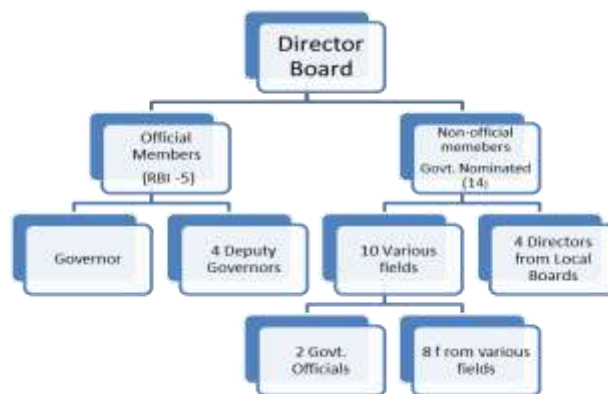 Director
Board
Official
Members
(RBI -5)
Non-official
memebers
Govt. Nominated
(14)
Governor
4 Deputy
Governors
10 Various
fields
4 Directors
from Local
Boards
2 Govt.
Officials
8 f rom various
fields